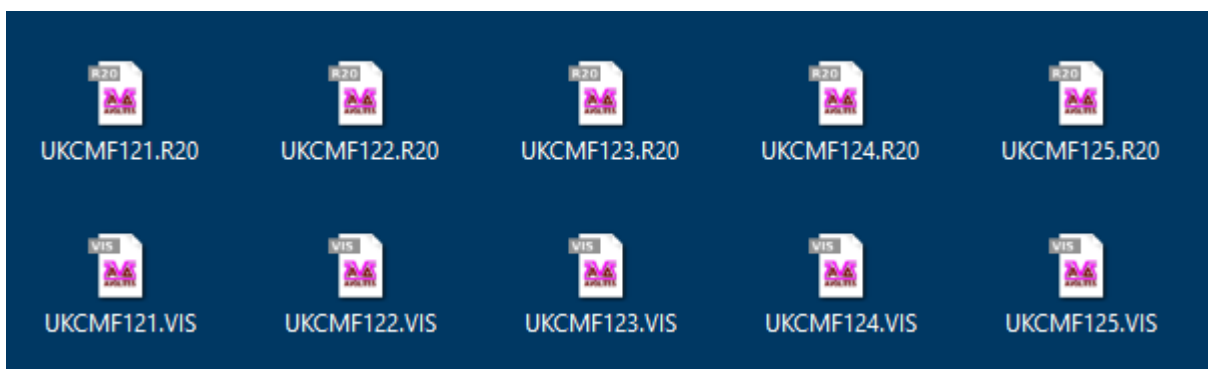 R20 R20 R20 R20 R20
UKCMF121.R20 UKCMF122.R20 UKCMF123.R20 UKCMF124.R20 UKCMF125.R20
VIS VIS VIS VIS VIS
UKCMF121.VIS UKCMF122.VIS UKCMF123.VIS UKCMF124.VIS UKCMF125.VIS